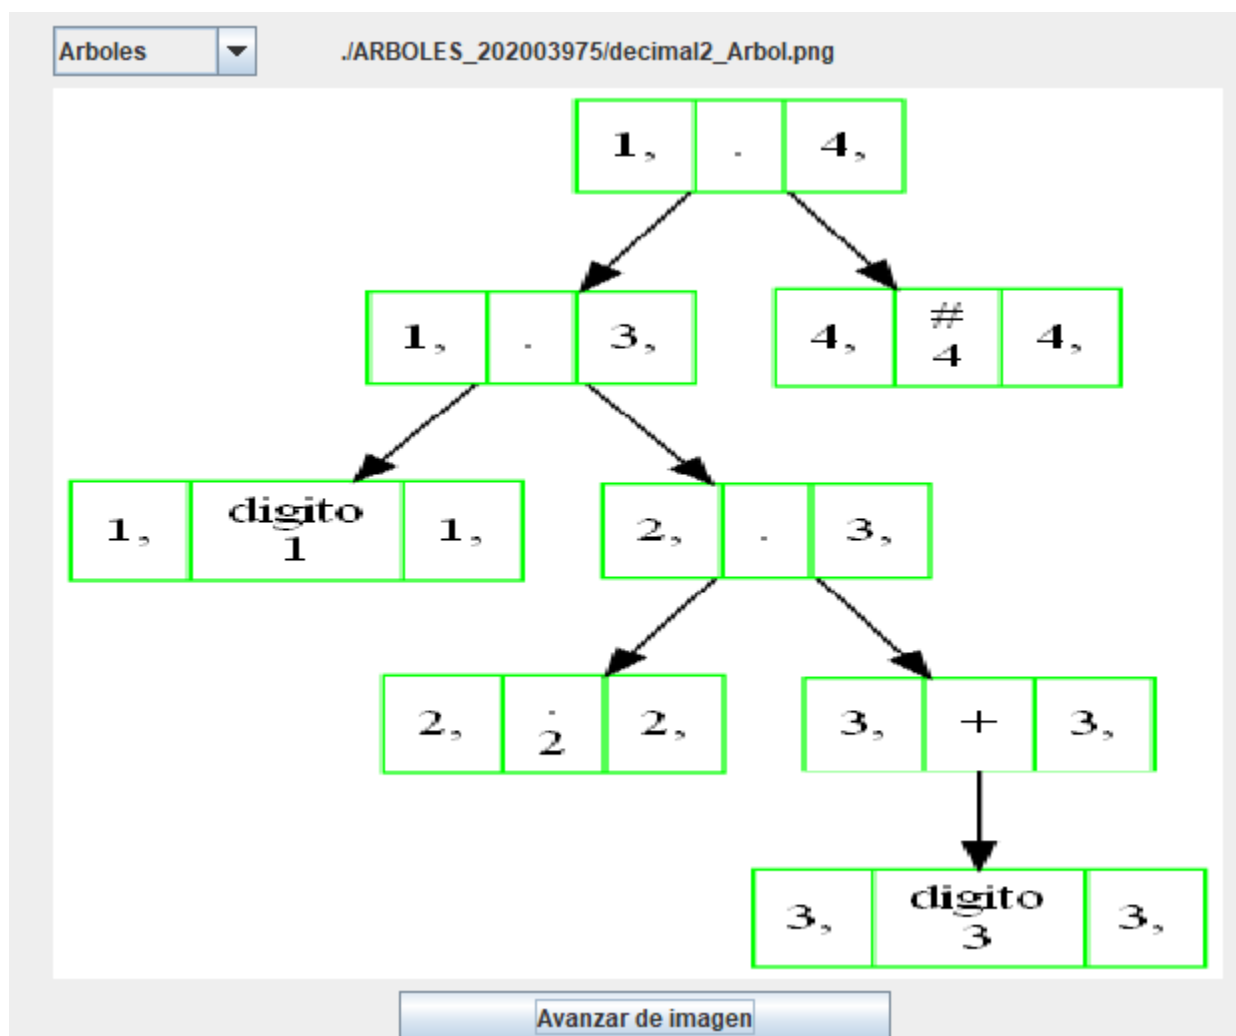 Arboles
./ARBOLES_202003975/decimal2_Arbol.png
1, . 4,
1, . 3,
4, # 4 4,
1, digito 1 1,
2, . 3,
2, . 2 2,
3, + 3,
3, digito 3 3,
Avanzar de imagen